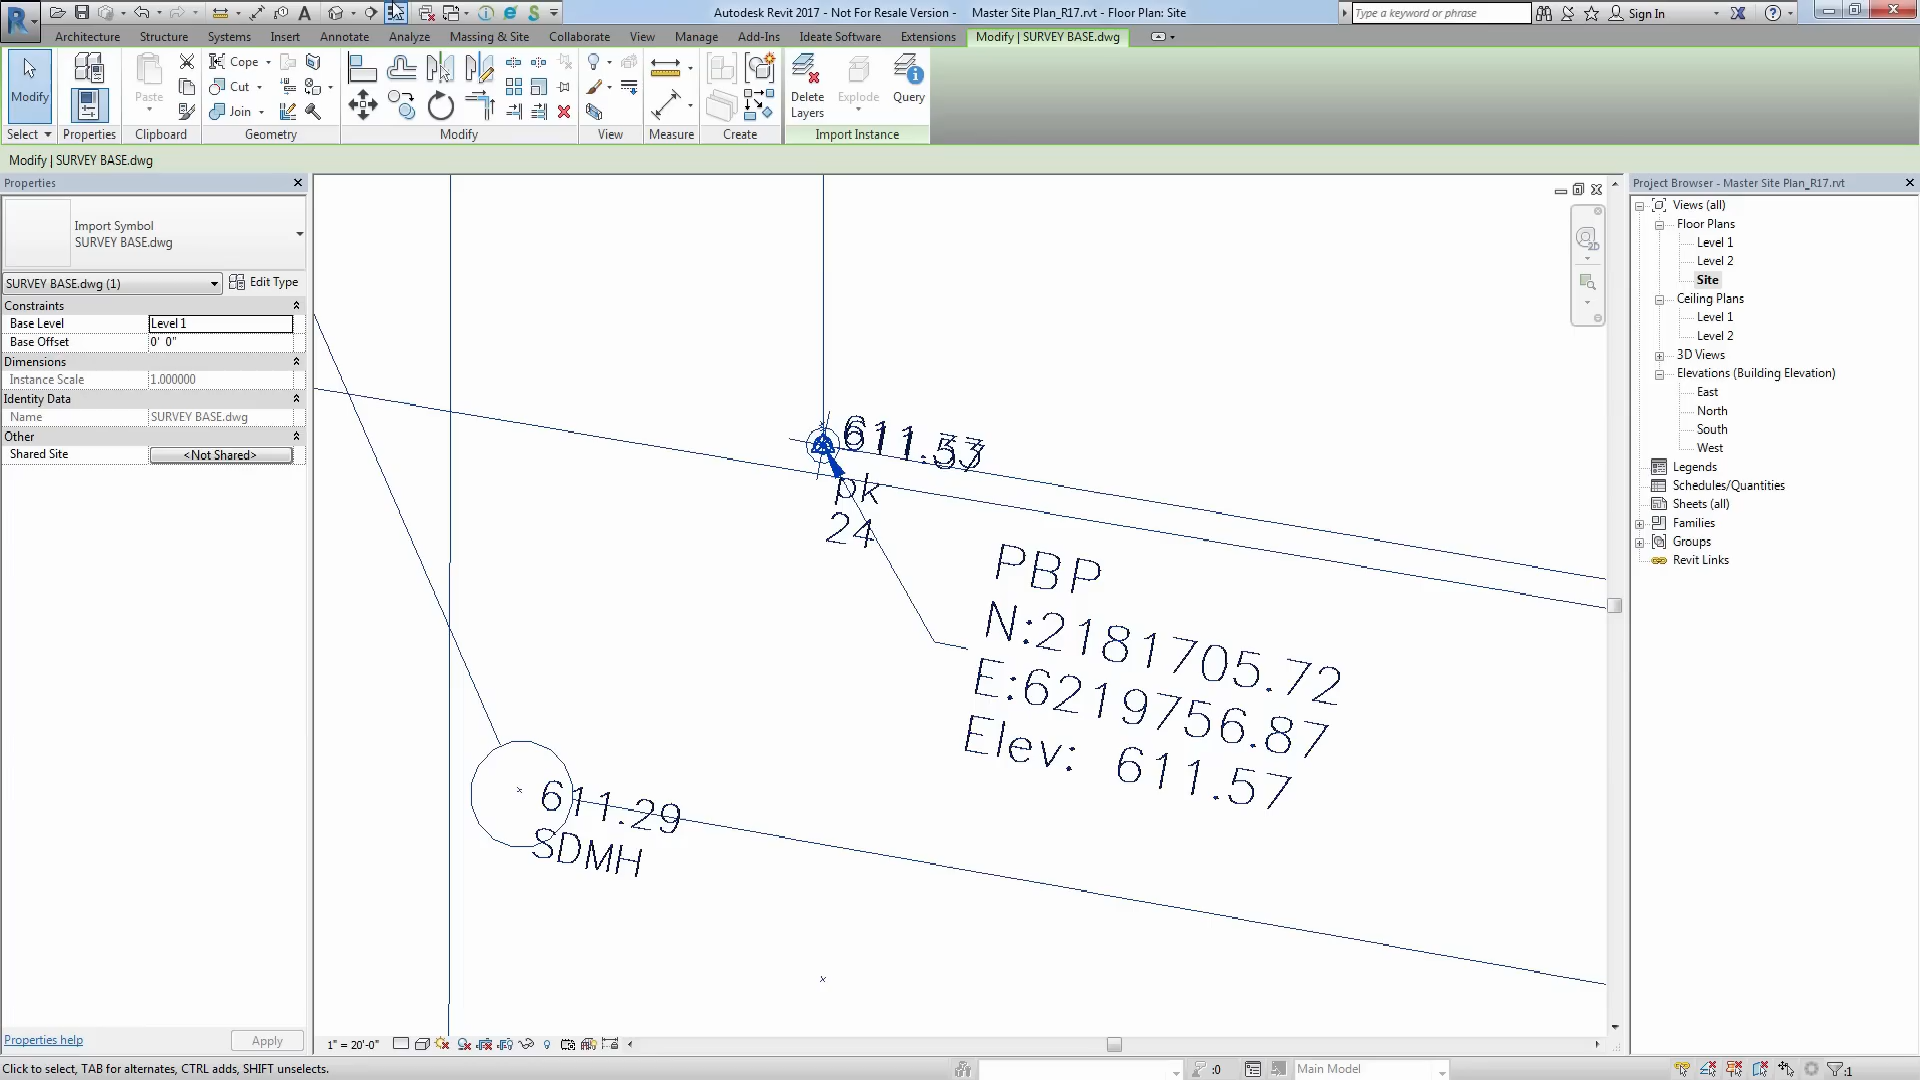 Autodesk Revit 2017 - Not For Resale Version - Master Site Plan_R17.rvt - Floor Plan: Site
Type a keyword or phrase
Sign In
Architecture Structure Systems Insert Annotate Analyze Massing & Site Collaborate View Manage Add-Ins Ideate Software Extensions Modify | SURVEY BASE.dwg
Modify
Paste
Cope
Cut
Join
Delete Layers
Explode
Query
Select Properties Clipboard Geometry Modify View Measure Create Import Instance
Modify | SURVEY BASE.dwg
Properties
Import Symbol
SURVEY BASE.dwg
SURVEY BASE.dwg (1)
Edit Type
Constraints
Base Level Level 1
Base Offset 0' 0"
Dimensions
Instance Scale 1.000000
Identity Data
Name SURVEY BASE.dwg
Other
Shared Site <Not Shared>
Properties help
Apply
pk
24
PBP
N:2181705.72
E:6219756.87
Elev: 611.57
611.29
SDMH
1" = 20'-0"
Project Browser - Master Site Plan_R17.rvt
Views (all)
Floor Plans
Level 1
Level 2
Site
Ceiling Plans
Level 1
Level 2
3D Views
Elevations (Building Elevation)
East
North
South
West
Legends
Schedules/Quantities
Sheets (all)
Families
Groups
Revit Links
Click to select, TAB for alternates, CTRL adds, SHIFT unselects.
:0
Main Model
:1